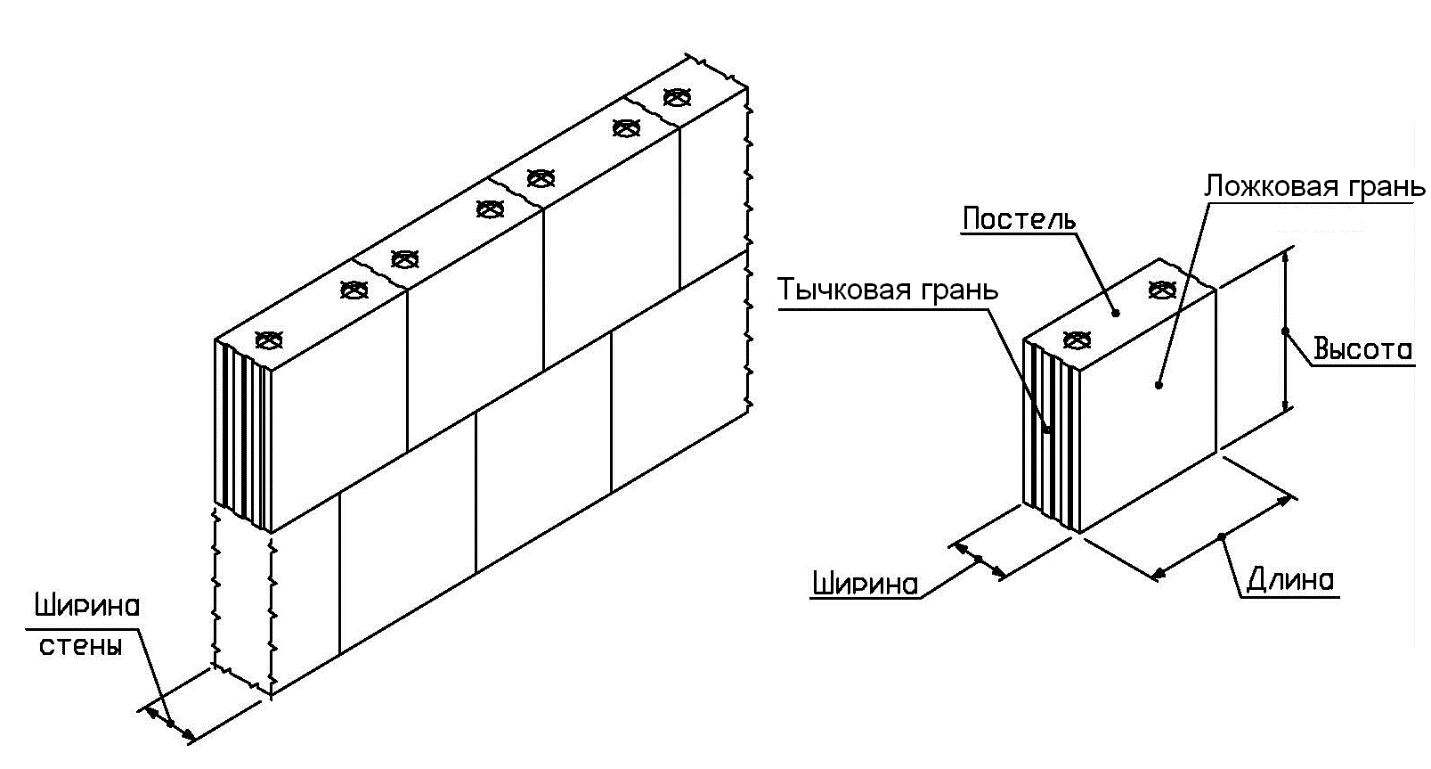 Ложковая грань
Постель
Тычковая грань
Высота
Ширина
Длина
Ширина
стены